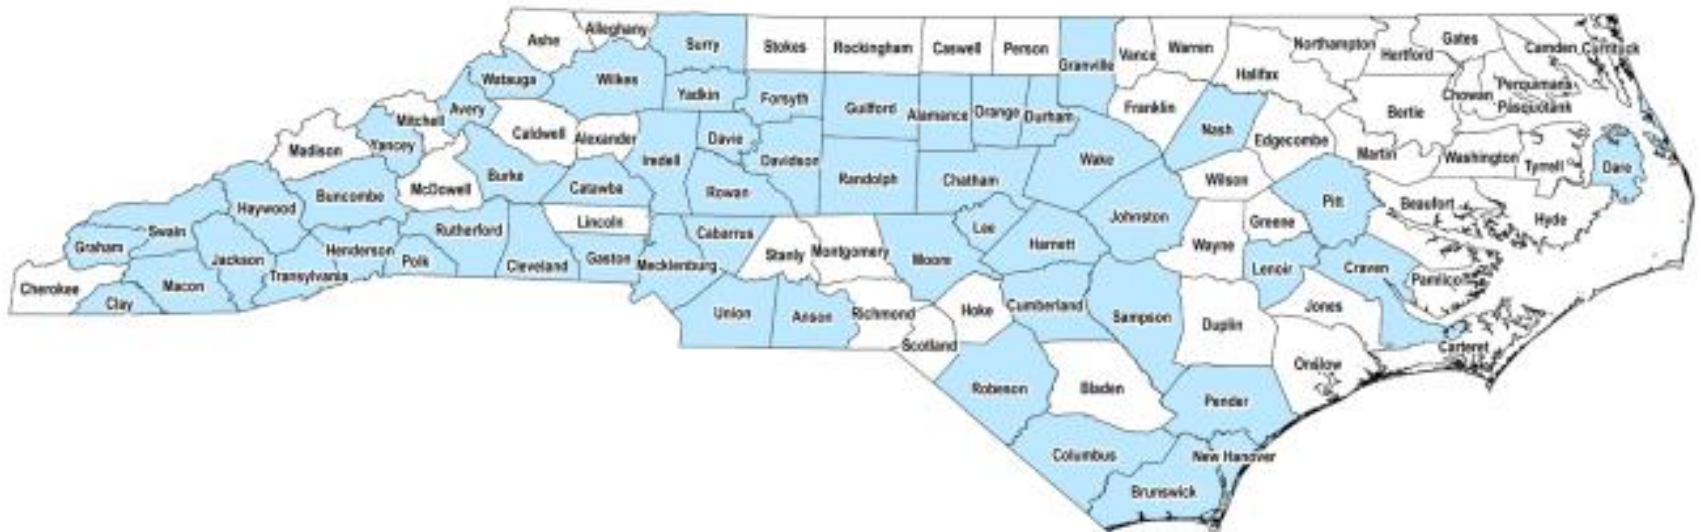 Alleghany
Ashe
Surry
Stokes
Rockingham
Caswell
Person
Granville
Vance
Warren
Northampton
Hertford
Gates
Camden
Currituck
Watauga
Wilkes
Yadkin
Forsyth
Guilford
Alamance
Orange
Durham
Franklin
Halifax
Bertie
Chowan
Perquimans
Pasquotank
Mitchell
Avery
Caldwell
Alexander
Iredell
Davie
Davidson
Wake
Nash
Edgecombe
Martin
Washington
Tyrrell
Dare
Madison
Yancey
McDowell
Burke
Catawba
Rowan
Randolph
Chatham
Wilson
Pitt
Beaufort
Hyde
Buncombe
Haywood
Swain
Graham
Jackson
Henderson
Rutherford
Lincoln
Cabarrus
Lee
Harnett
Johnston
Greene
Wayne
Cherokee
Clay
Macon
Transylvania
Polk
Cleveland
Gaston
Mecklenburg
Stanly
Montgomery
Moore
Lenoir
Craven
Pamlico
Union
Anson
Richmond
Scotland
Hoke
Cumberland
Sampson
Duplin
Jones
Carteret
Onslow
Robeson
Bladen
Pender
Columbus
New Hanover
Brunswick